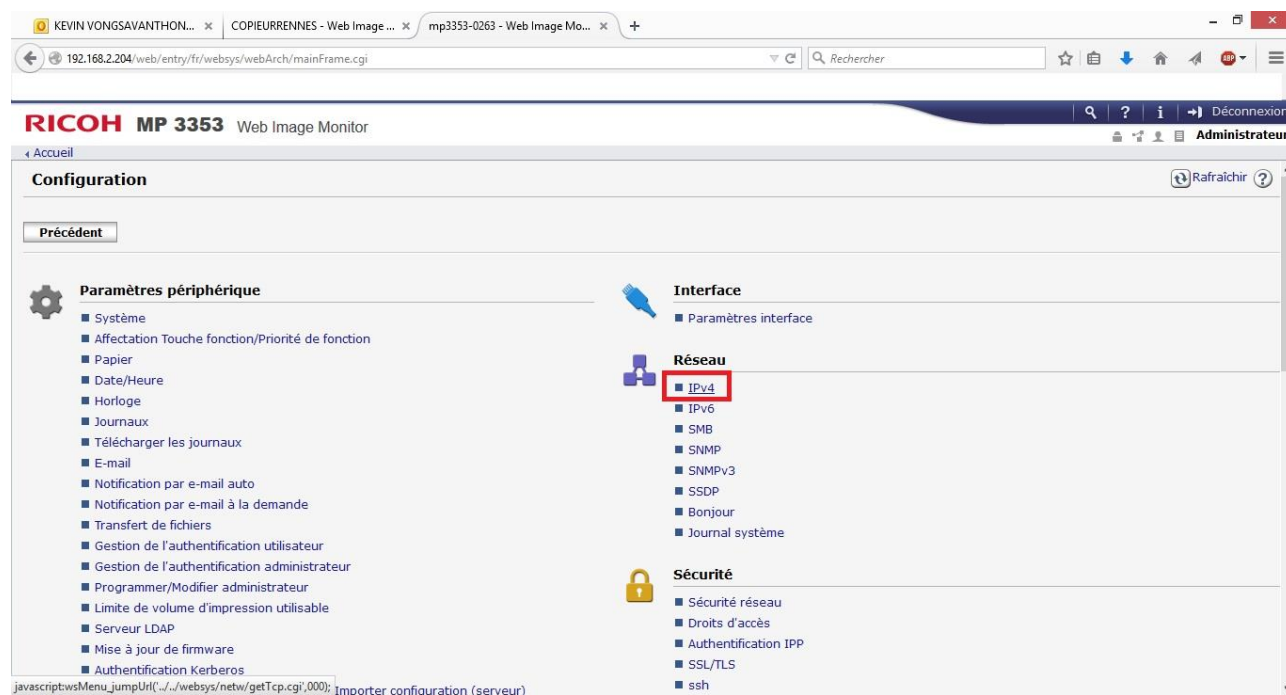 KEVIN VONGSAVANTHON... ×
COPIEURRENNES - Web Image ... ×
mp3353-0263 - Web Image Mo... ×
192.168.2.204/web/entry/fr/websys/webArch/mainFrame.cgi
Rechercher
ABP
RICOH MP 3353 Web Image Monitor
? i Déconnexion
Administrateur
Accueil
Configuration
Rafraîchir ?
Précédent
Paramètres périphérique
Système
Affectation Touche fonction/Priorité de fonction
Papier
Date/Heure
Horloge
Journaux
Télécharger les journaux
E-mail
Notification par e-mail auto
Notification par e-mail à la demande
Transfert de fichiers
Gestion de l'authentification utilisateur
Gestion de l'authentification administrateur
Programmer/Modifier administrateur
Limite de volume d'impression utilisable
Serveur LDAP
Mise à jour de firmware
Authentification Kerberos
Importer configuration (serveur)
Interface
Paramètres interface
Réseau
IPv4
IPv6
SMB
SNMP
SNMPv3
SSDP
Bonjour
Journal système
Sécurité
Sécurité réseau
Droits d'accès
Authentification IPP
SSL/TLS
ssh
javascript:wsMenu_jumpUrl('../../websys/netw/getTcp.cgi',000);